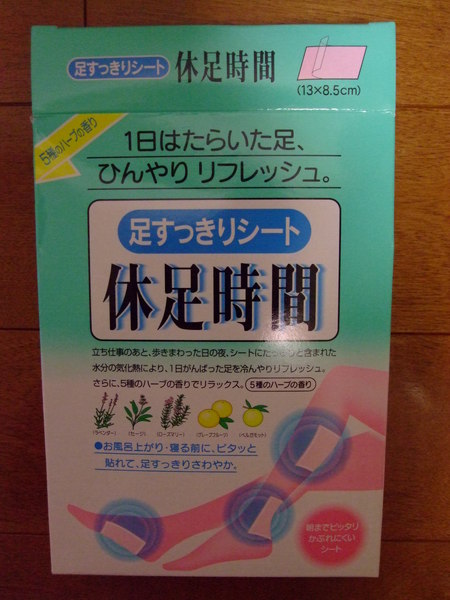 足すっきりシート 休足時間
(13×8.5cm)
5種のハーブの香り
1日はたらいた足、
ひんやり リフレッシュ。
足すっきりシート
休足時間
立ち仕事のあと、歩きまわった日の夜、シートにたっぷりと含まれた
水分の気化熱により、1日がんばった足を冷んやりリフレッシュ。
さらに、5種のハーブの香りでリラックス。 5種のハーブの香り
(ラベンダー) (セージ) (ローズマリー) (グレープフルーツ) (ベルガモット)
●お風呂上がり・寝る前に、ピタッと
貼れて、足すっきりさわやか。
朝までピッタリ
かぶれにくい
シート